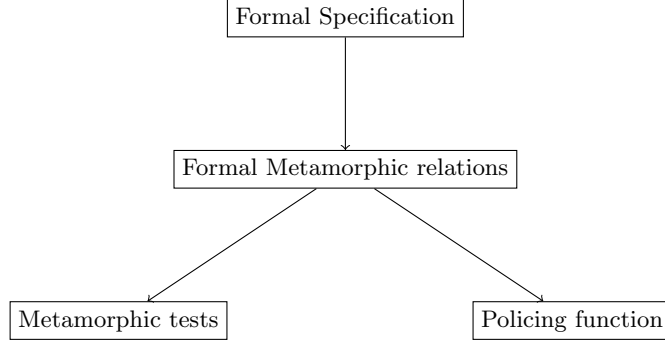 Formal Specification
Formal Metamorphic relations
Metamorphic tests
Policing function